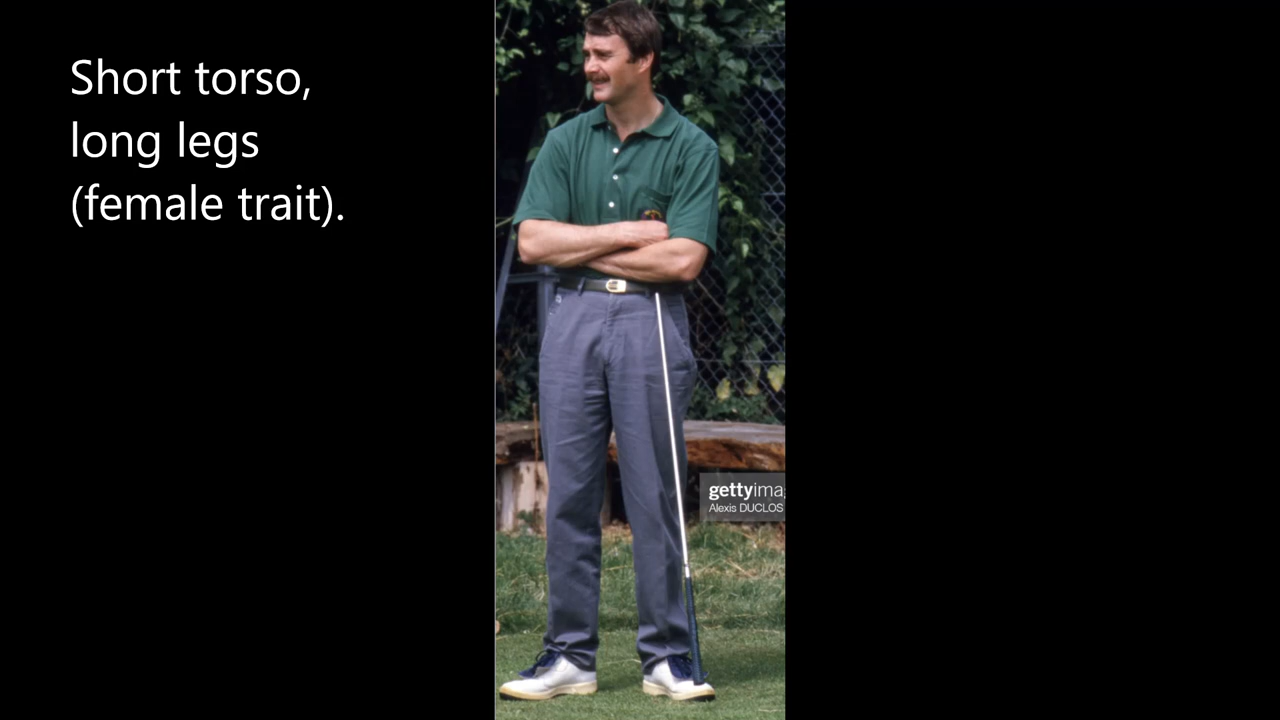 Short torso,
long legs
(female trait).
gettyima
Alexis DUCLOS